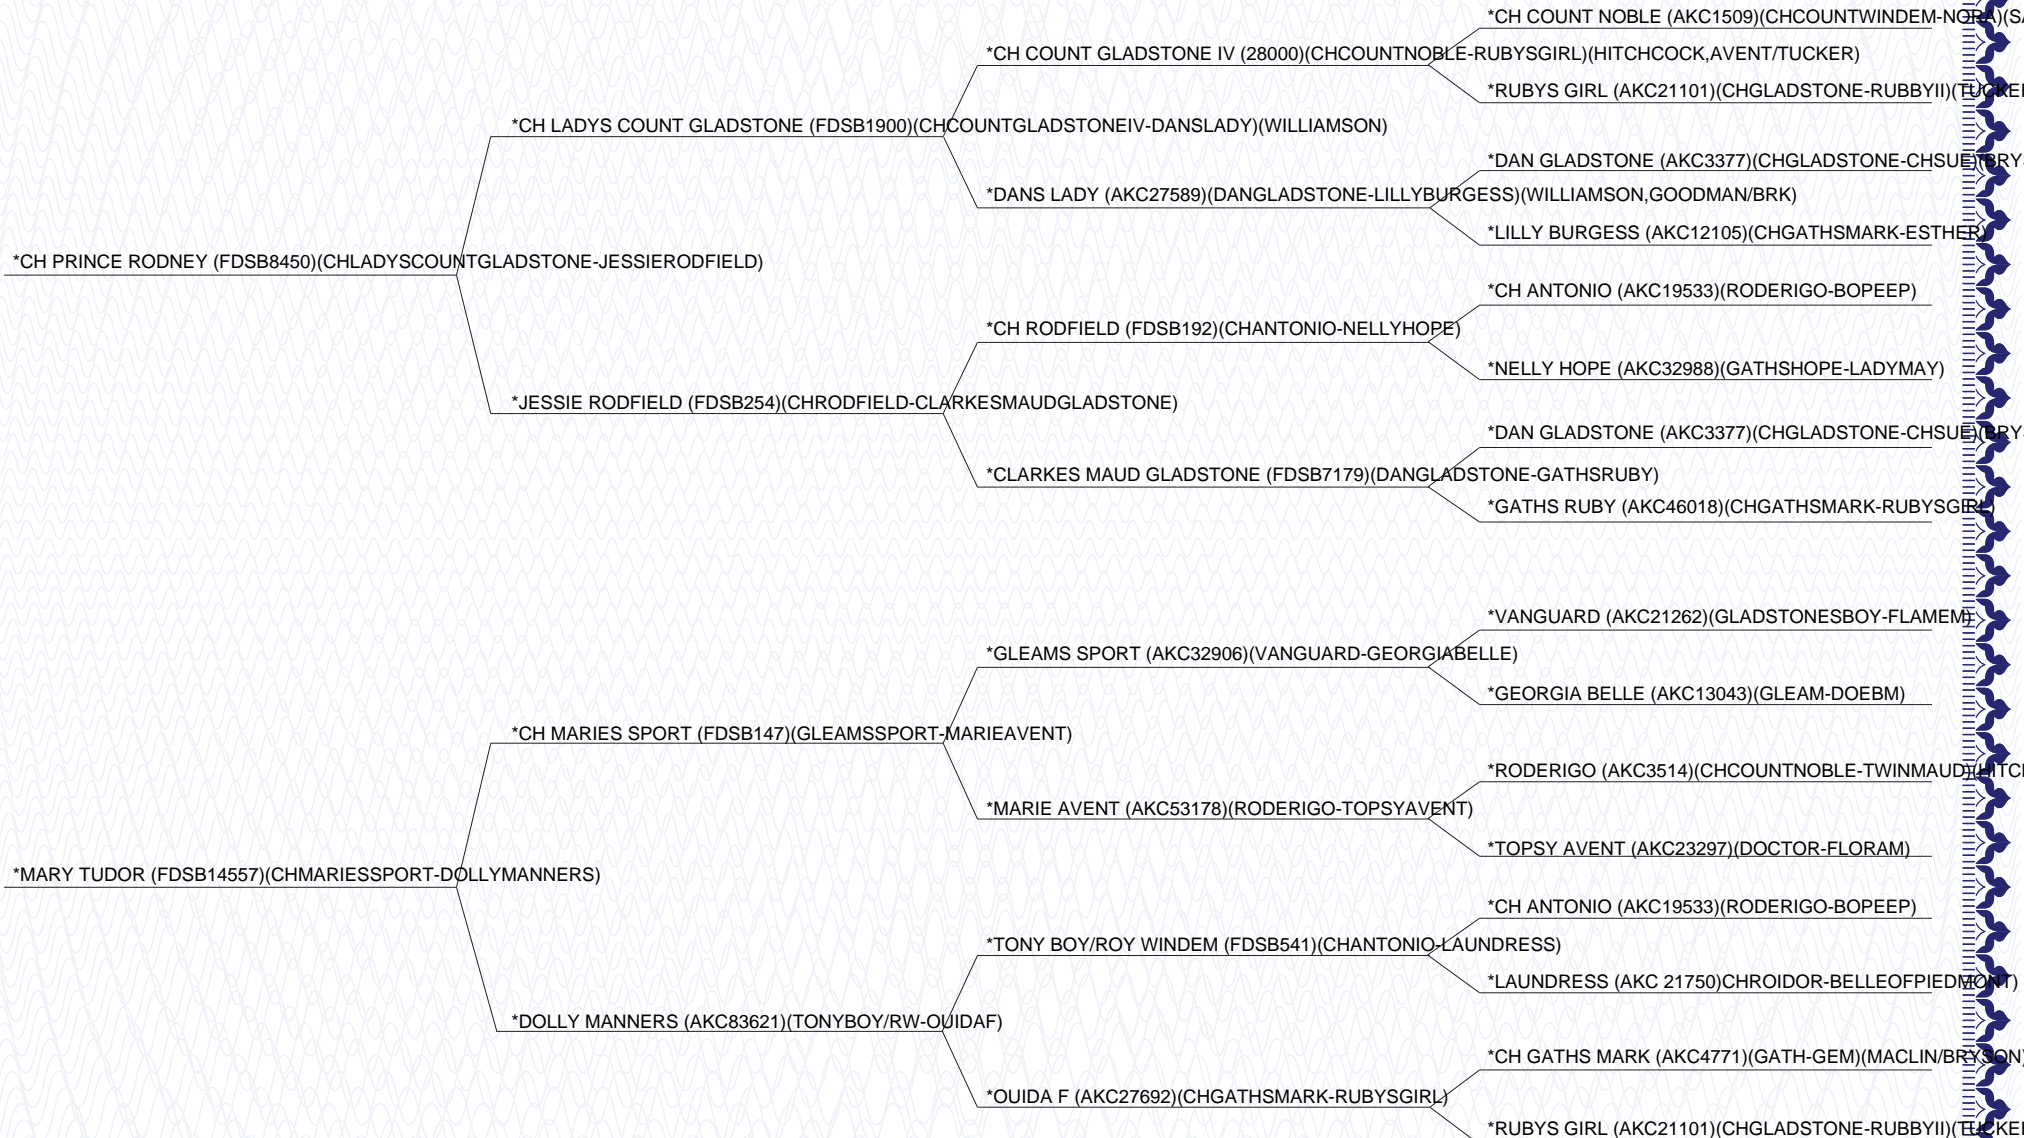 *CH COUNT NOBLE (AKC1509)(CHCOUNTWINDEM-NORA)(SA
*CH COUNT GLADSTONE IV (28000)(CHCOUNTNOBLE-RUBYSGIRL)(HITCHCOCK,AVENT/TUCKER)
*RUBYS GIRL (AKC21101)(CHGLADSTONE-RUBBYII)(TUCKER
*CH LADYS COUNT GLADSTONE (FDSB1900)(CHCOUNTGLADSTONEIV-DANSLADY)(WILLIAMSON)
*DAN GLADSTONE (AKC3377)(CHGLADSTONE-CHSUE)(BRY
*DANS LADY (AKC27589)(DANGLADSTONE-LILLYBURGESS)(WILLIAMSON,GOODMAN/BRK)
*LILLY BURGESS (AKC12105)(CHGATHSMARK-ESTHER)
*CH PRINCE RODNEY (FDSB8450)(CHLADYSCOUNTGLADSTONE-JESSIERODFIELD)
*CH ANTONIO (AKC19533)(RODERIGO-BOPEEP)
*CH RODFIELD (FDSB192)(CHANTONIO-NELLYHOPE)
*NELLY HOPE (AKC32988)(GATHSHOPE-LADYMAY)
*JESSIE RODFIELD (FDSB254)(CHRODFIELD-CLARKESMAUDGLADSTONE)
*DAN GLADSTONE (AKC3377)(CHGLADSTONE-CHSUE)(BRY
*CLARKES MAUD GLADSTONE (FDSB7179)(DANGLADSTONE-GATHSRUBY)
*GATHS RUBY (AKC46018)(CHGATHSMARK-RUBYSGIRL)
*VANGUARD (AKC21262)(GLADSTONESBOY-FLAMEM)
*GLEAMS SPORT (AKC32906)(VANGUARD-GEORGIABELLE)
*GEORGIA BELLE (AKC13043)(GLEAM-DOEBM)
*CH MARIES SPORT (FDSB147)(GLEAMSSPORT-MARIEAVENT)
*RODERIGO (AKC3514)(CHCOUNTNOBLE-TWINMAUD)(HITC
*MARIE AVENT (AKC53178)(RODERIGO-TOPSYAVENT)
*TOPSY AVENT (AKC23297)(DOCTOR-FLORAM)
*MARY TUDOR (FDSB14557)(CHMARIESSPORT-DOLLYMANNERS)
*CH ANTONIO (AKC19533)(RODERIGO-BOPEEP)
*TONY BOY/ROY WINDEM (FDSB541)(CHANTONIO-LAUNDRESS)
*LAUNDRESS (AKC 21750)CHROIDOR-BELLEOFPIEDMONT)
*DOLLY MANNERS (AKC83621)(TONYBOY/RW-OUIDAF)
*CH GATHS MARK (AKC4771)(GATH-GEM)(MACLIN/BRYSON)
*OUIDA F (AKC27692)(CHGATHSMARK-RUBYSGIRL)
*RUBYS GIRL (AKC21101)(CHGLADSTONE-RUBBYII)(TUCKER